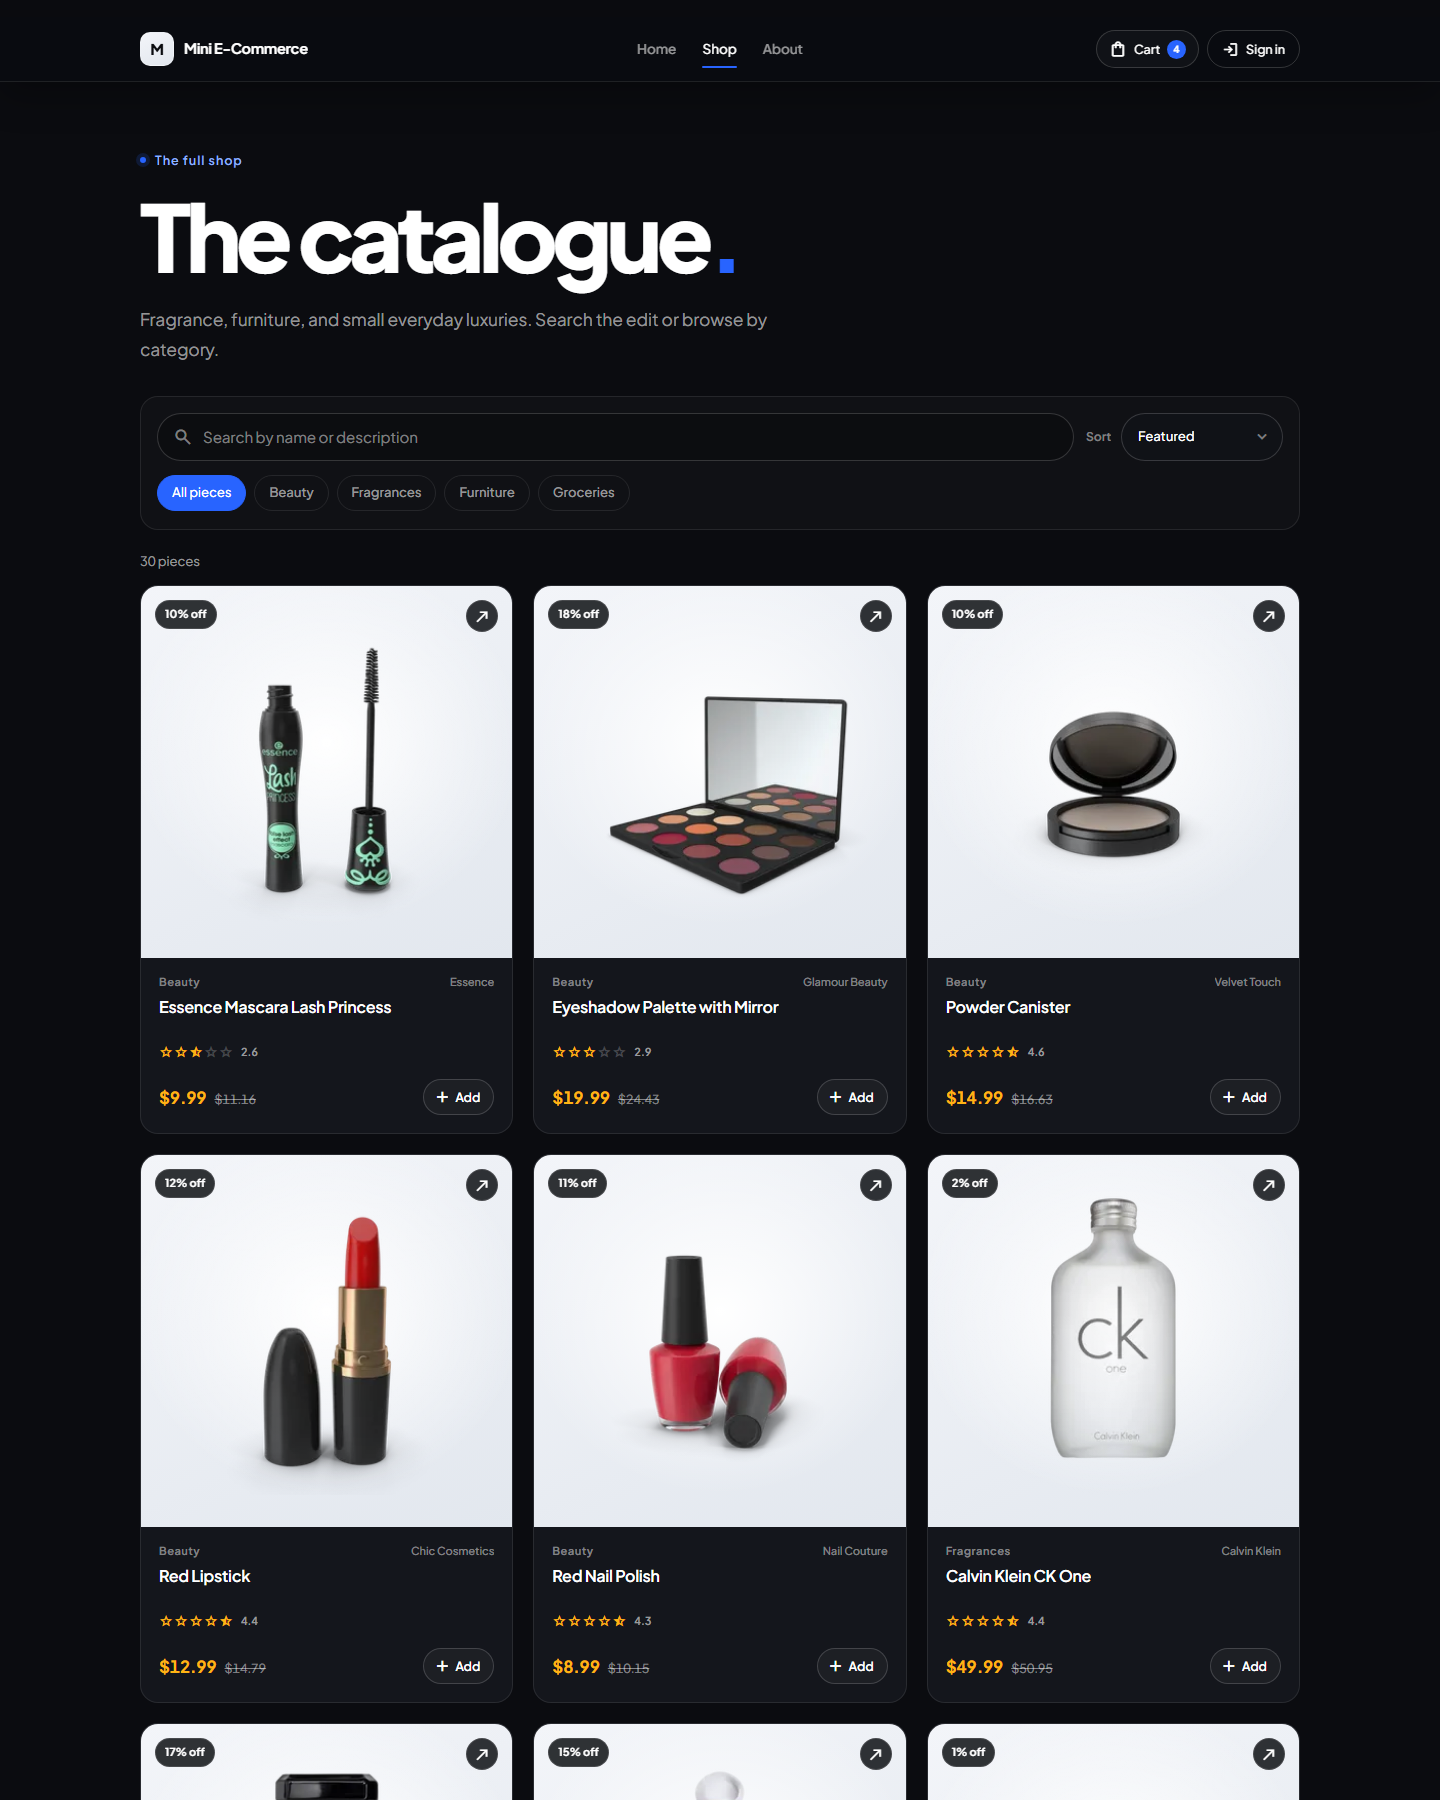 M Mini E-Commerce
Home Shop About
Cart 4 Sign in
The full shop
The catalogue.
Fragrance, furniture, and small everyday luxuries. Search the edit or browse by
category.
Search by name or description
Sort Featured
All pieces Beauty Fragrances Furniture Groceries
30 pieces
10% off
essence
Lash
PRINCESS
Beauty Essence
Essence Mascara Lash Princess
2.6
$9.99 $11.16 + Add
18% off
Beauty Glamour Beauty
Eyeshadow Palette with Mirror
2.9
$19.99 $24.43 + Add
10% off
Beauty Velvet Touch
Powder Canister
4.6
$14.99 $16.63 + Add
12% off
Beauty Chic Cosmetics
Red Lipstick
4.4
$12.99 $14.79 + Add
11% off
Beauty Nail Couture
Red Nail Polish
4.3
$8.99 $10.15 + Add
2% off
ck
one
Calvin Klein
Fragrances Calvin Klein
Calvin Klein CK One
4.4
$49.99 $50.95 + Add
17% off
15% off
1% off